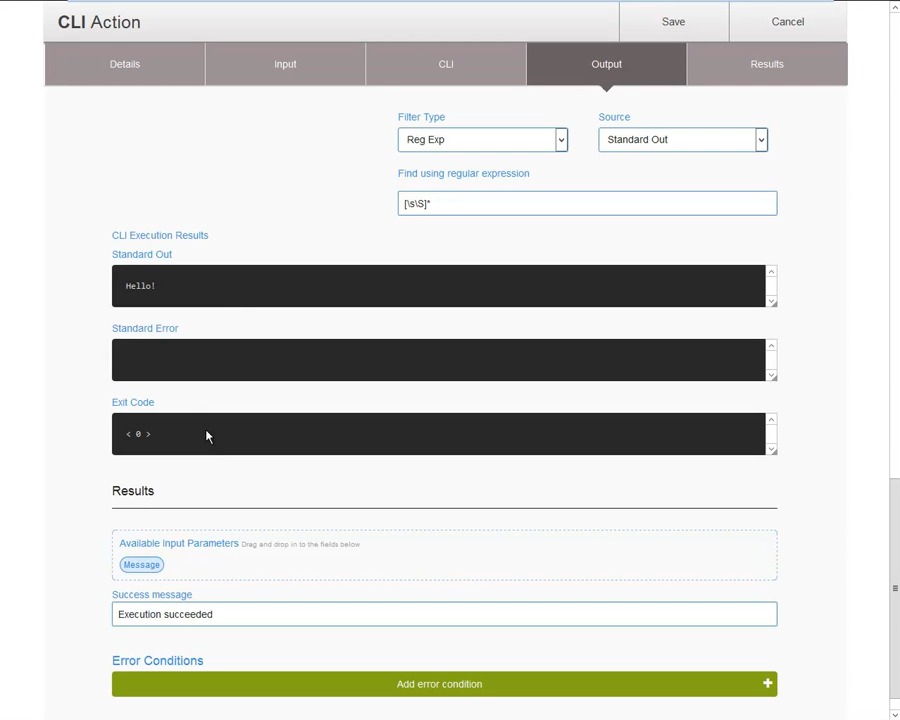 CLI Action
Save
Cancel
Details
Input
CLI
Output
Results
Filter Type
Source
Reg Exp
Standard Out
Find using regular expression
[\s\S]*
CLI Execution Results
Standard Out
Hello!
Standard Error
Exit Code
< 0 >
Results
Available Input Parameters Drag and drop in to the fields below
Message
Success message
Execution succeeded
Error Conditions
Add error condition